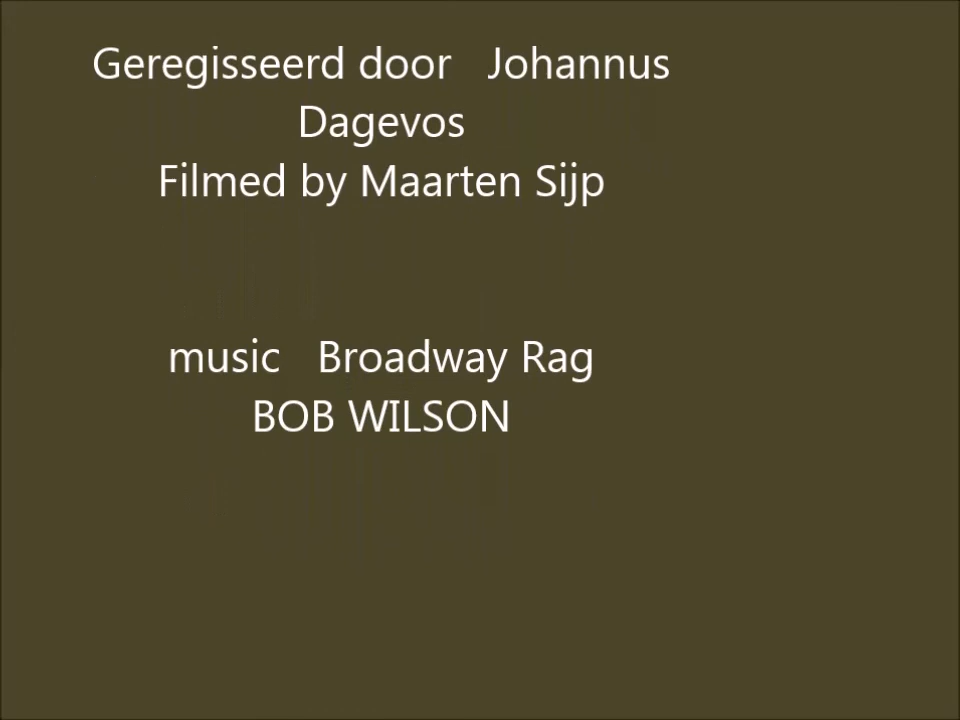 Geregisseerd door   Johannus
Dagevos
Filmed by Maarten Sijp
music   Broadway Rag
BOB WILSON